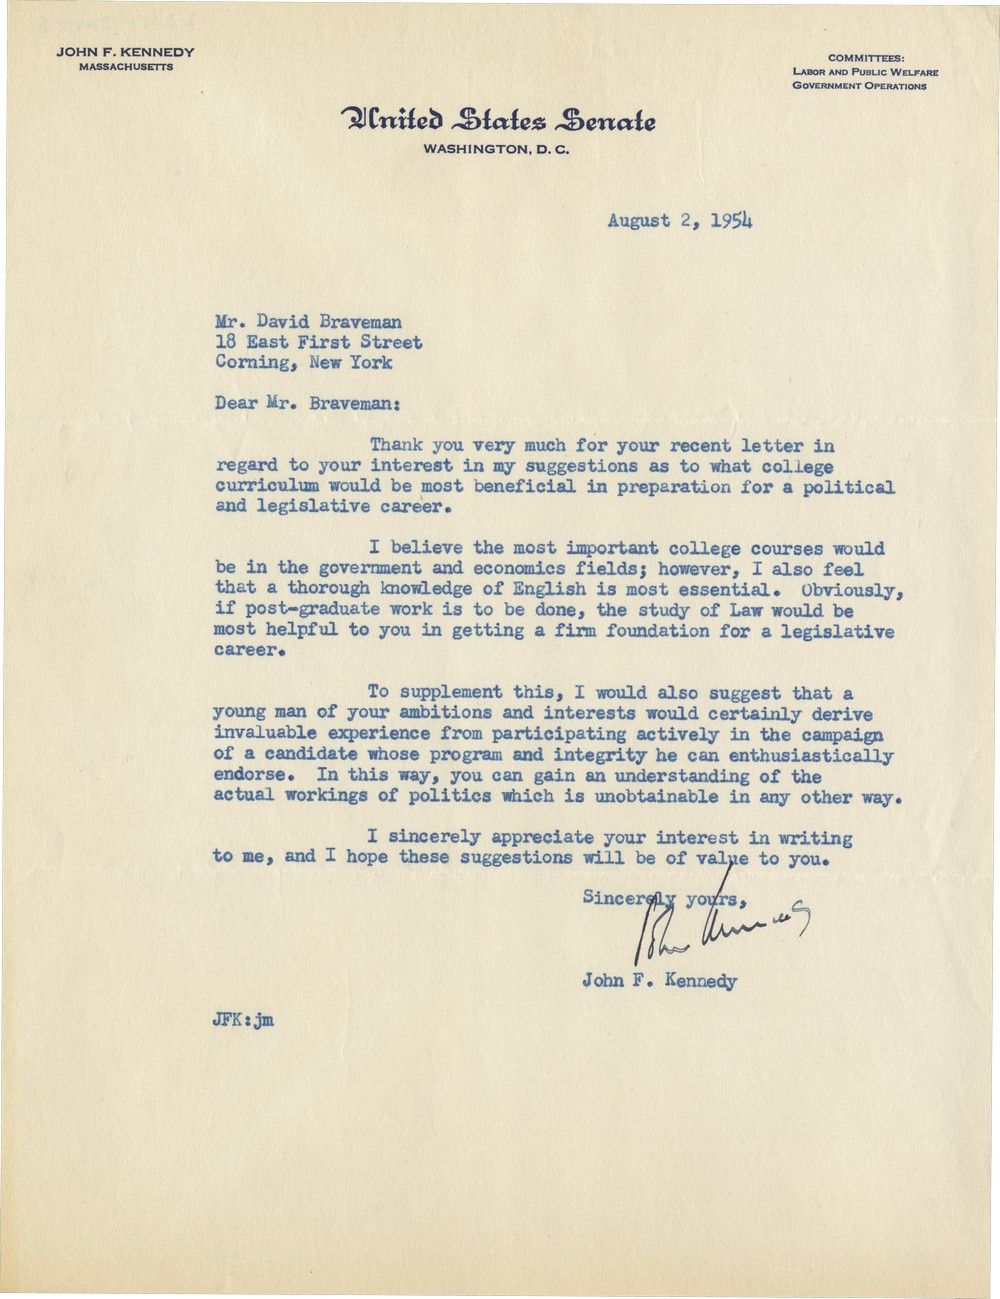 JOHN F. KENNEDY
MASSACHUSETTS
COMMITTEES:
LABOR AND PUBLIC WELFARE
GOVERNMENT OPERATIONS
United States Senate
WASHINGTON, D. C.
August 2, 1954
Mr. David Braveman
18 East First Street
Corning, New York
Dear Mr. Braveman:
Thank you very much for your recent letter in
regard to your interest in my suggestions as to what college
curriculum would be most beneficial in preparation for a political
and legislative career.
I believe the most important college courses would
be in the government and economics fields; however, I also feel
that a thorough knowledge of English is most essential. Obviously,
if post-graduate work is to be done, the study of Law would be
most helpful to you in getting a firm foundation for a legislative
career.
To supplement this, I would also suggest that a
young man of your ambitions and interests would certainly derive
invaluable experience from participating actively in the campaign
of a candidate whose program and integrity he can enthusiastically
endorse. In this way, you can gain an understanding of the
actual workings of politics which is unobtainable in any other way.
I sincerely appreciate your interest in writing
to me, and I hope these suggestions will be of value to you.
Sincerely yours,
John Kennedy
John F. Kennedy
JFK:jm